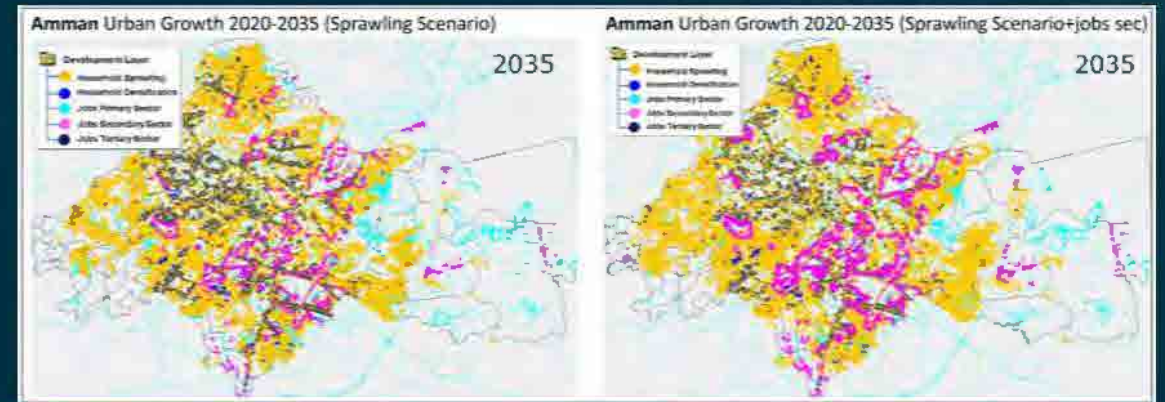 Amman Urban Growth 2020-2035 (Sprawling Scenario)
2035
Development Layer
Household Sprawling
Household Densification
Jobs Primary Sector
Jobs Secondary Sector
Jobs Tertiary Sector
Amman Urban Growth 2020-2035 (Sprawling Scenario+jobs sec)
2035
Development Layer
Household Sprawling
Household Densification
Jobs Primary Sector
Jobs Secondary Sector
Jobs Tertiary Sector